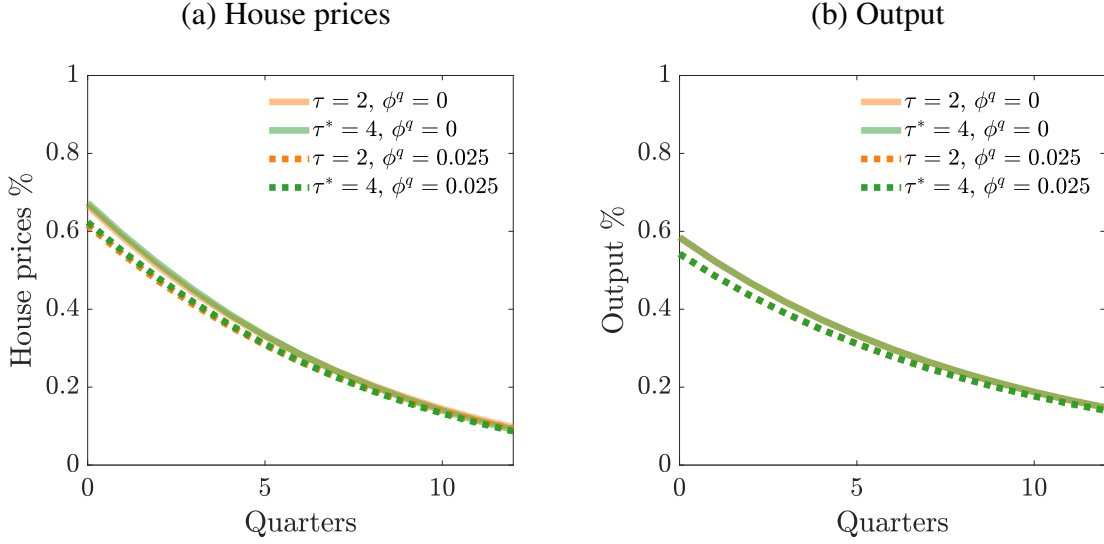 (a) House prices
1
0.8
0.6
0.4
0.2
0
0
5
10
House prices %
Quarters
τ = 2, ϕ^q = 0
τ* = 4, ϕ^q = 0
τ = 2, ϕ^q = 0.025
τ* = 4, ϕ^q = 0.025
(b) Output
1
0.8
0.6
0.4
0.2
0
0
5
10
Output %
Quarters
τ = 2, ϕ^q = 0
τ* = 4, ϕ^q = 0
τ = 2, ϕ^q = 0.025
τ* = 4, ϕ^q = 0.025